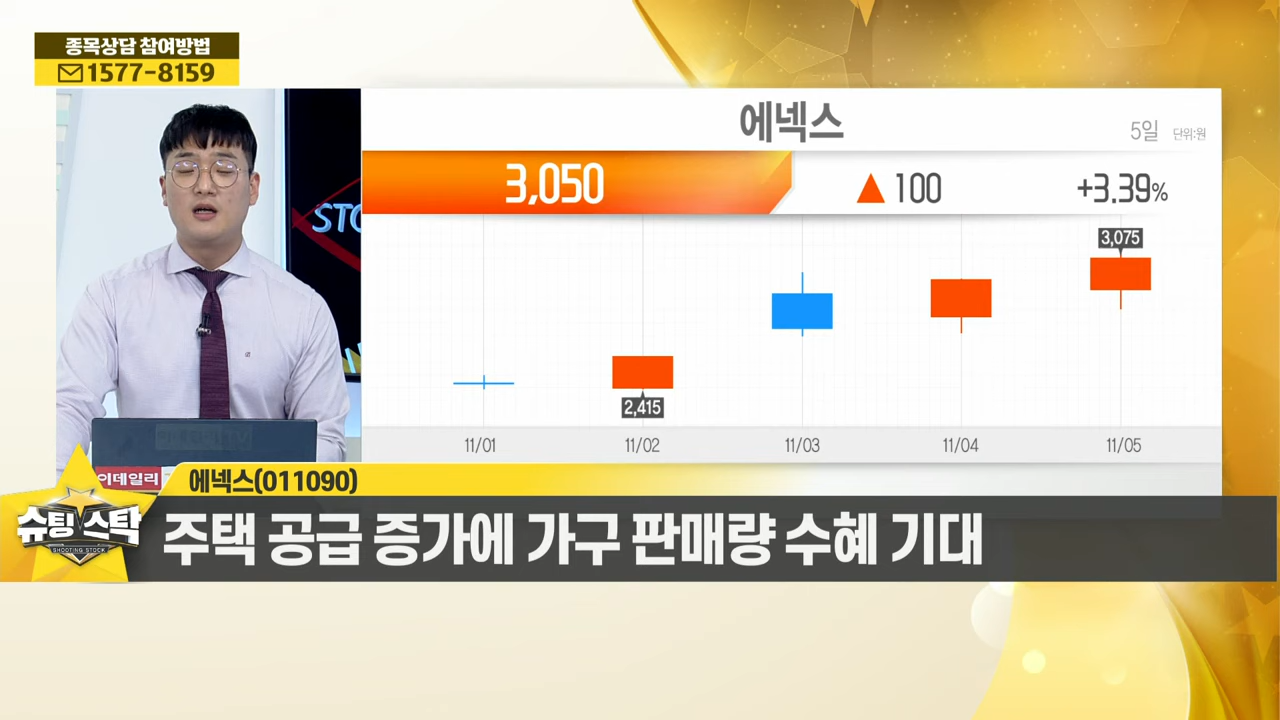 종목상담 참여방법
1577-8159
에넥스
5일 단위:원
3,050 ▲100 +3.39%
STO
3,075
2,415
11/01 11/02 11/03 11/04 11/05
이데일리
에넥스(011090)
슈팅 스탁
SHOOTING STOCK
주택 공급 증가에 가구 판매량 수혜 기대